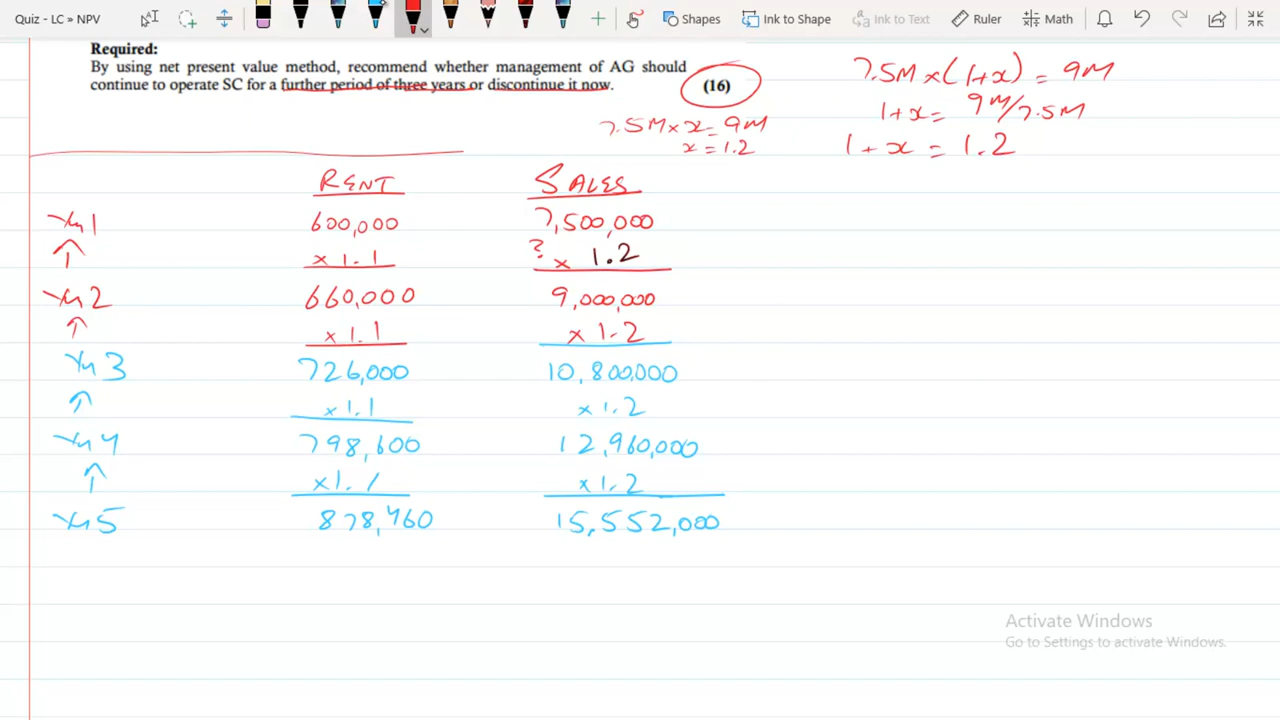 Quiz - LC » NPV
Shapes
Ink to Shape
Ink to Text
Ruler
Math
Required:
By using net present value method, recommend whether management of AG should
continue to operate SC for a further period of three years or discontinue it now.
(16)
7.5M x x = 9M
x = 1.2
7.5M x (1+x) = 9M
1+x = 9M/7.5M
1+x = 1.2
RENT SALES
Yr1 600,000 7,500,000
↑ x 1.1 ? x 1.2
Yr2 660,000 9,000,000
↑ x 1.1 x 1.2
Yr3 726,000 10,800,000
↑ x 1.1 x 1.2
Yr4 798,600 12,960,000
↑ x 1.1 x 1.2
Yr5 878,460 15,552,000
Activate Windows
Go to Settings to activate Windows.